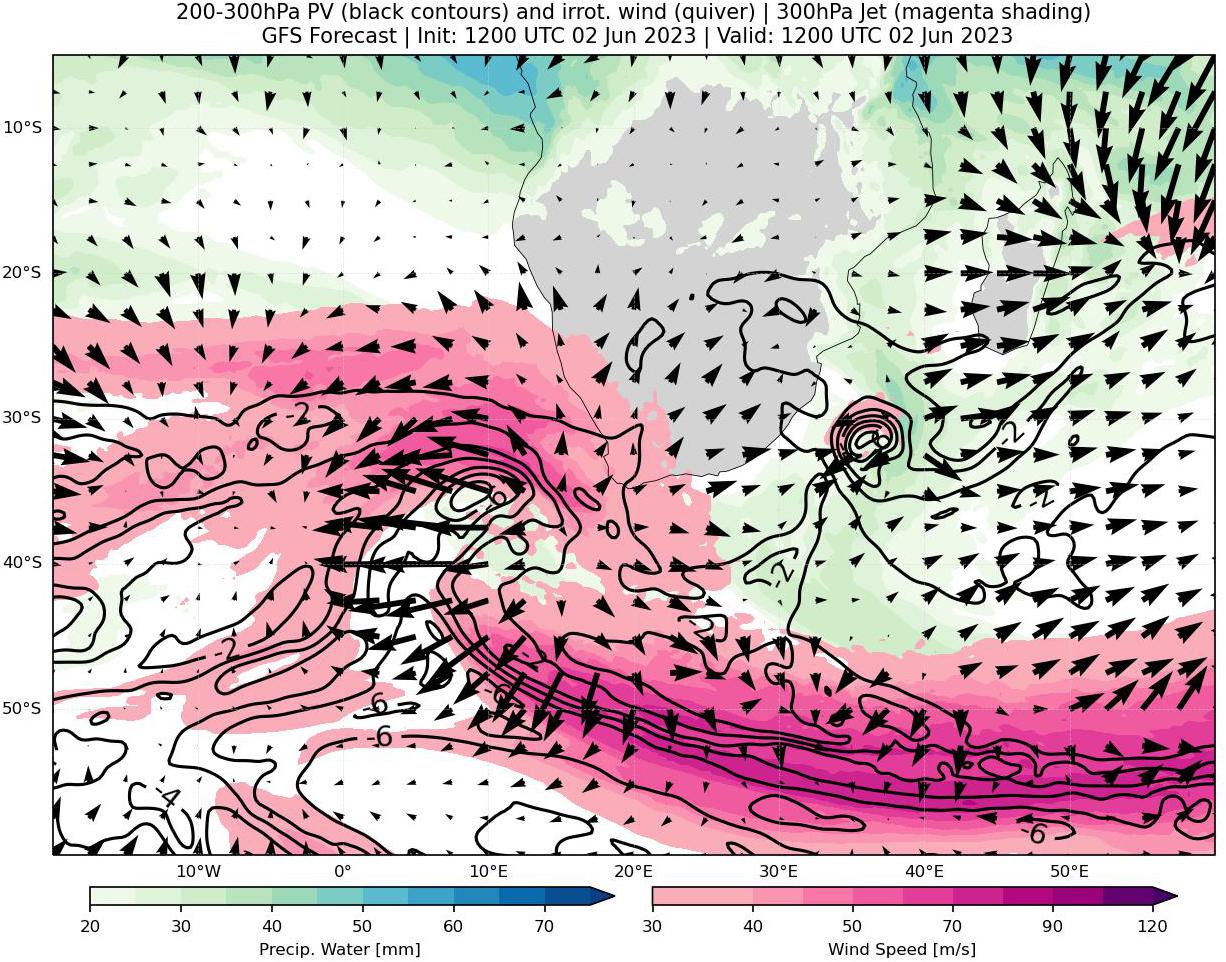 200-300hPa PV (black contours) and irrot. wind (quiver) | 300hPa Jet (magenta shading)
GFS Forecast | Init: 1200 UTC 02 Jun 2023 | Valid: 1200 UTC 02 Jun 2023
10°S
20°S
30°S
40°S
50°S
-2
-2
-6
-2
-2
-2
-2
-6
-6
-6
-4
-6
10°W 0° 10°E 20°E 30°E 40°E 50°E
20 30 40 50 60 70
Precip. Water [mm]
30 40 50 70 90 120
Wind Speed [m/s]